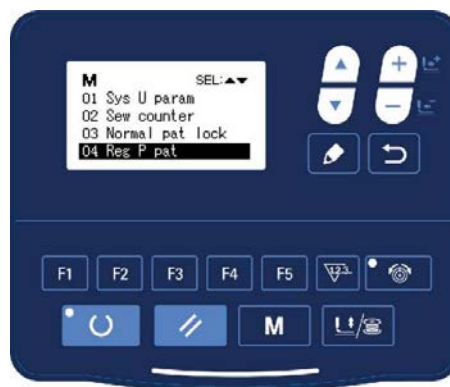 M SEL:▲▼
01 Sys U param
02 Sew counter
03 Normal pat lock
04 Reg P pat
F1 F2 F3 F4 F5 123
M